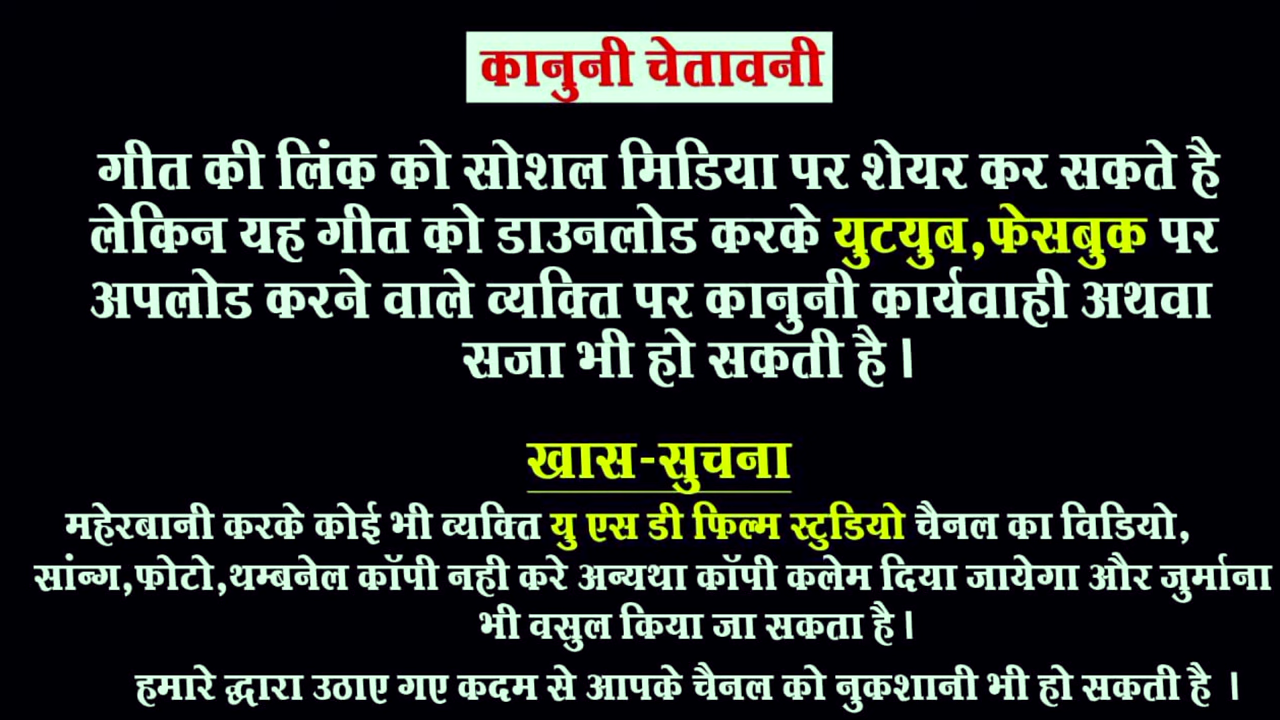 कानुनी चेतावनी
गीत की लिंक को सोशल मिडिया पर शेयर कर सकते है
लेकिन यह गीत को डाउनलोड करके युटयुब,फेसबुक पर
अपलोड करने वाले व्यक्ति पर कानुनी कार्यवाही अथवा
सजा भी हो सकती है।
खास-सुचना
महेरबानी करके कोई भी व्यक्ति यु एस डी फिल्म स्टुडियो चैनल का विडियो,
सांन्ग,फोटो,थम्बनेल कॉपी नही करे अन्यथा कॉपी कलेम दिया जायेगा और जुर्माना
भी वसुल किया जा सकता है।
हमारे द्धारा उठाए गए कदम से आपके चैनल को नुकशानी भी हो सकती है ।